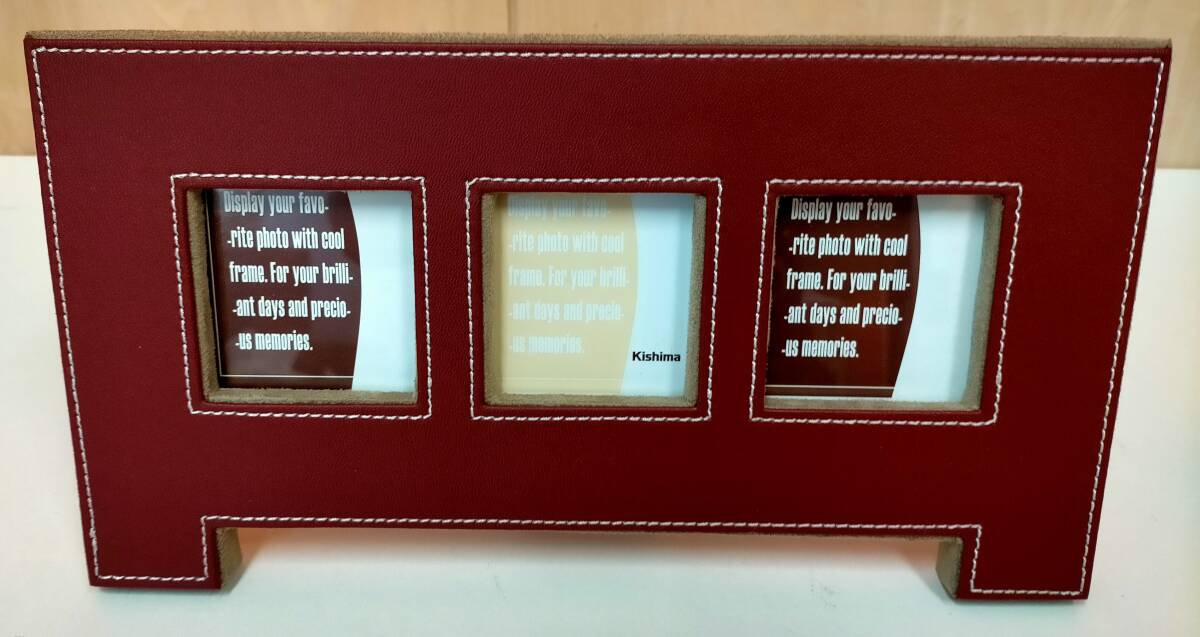 Display your favo-
-rite photo with cool
frame. For your brilli-
-ant days and precio-
-us memories.
Display your favo-
-rite photo with cool
frame. For your brilli-
-ant days and precio-
-us memories.
Kishima
Display your favo-
-rite photo with cool
frame. For your brilli-
-ant days and precio-
-us memories.